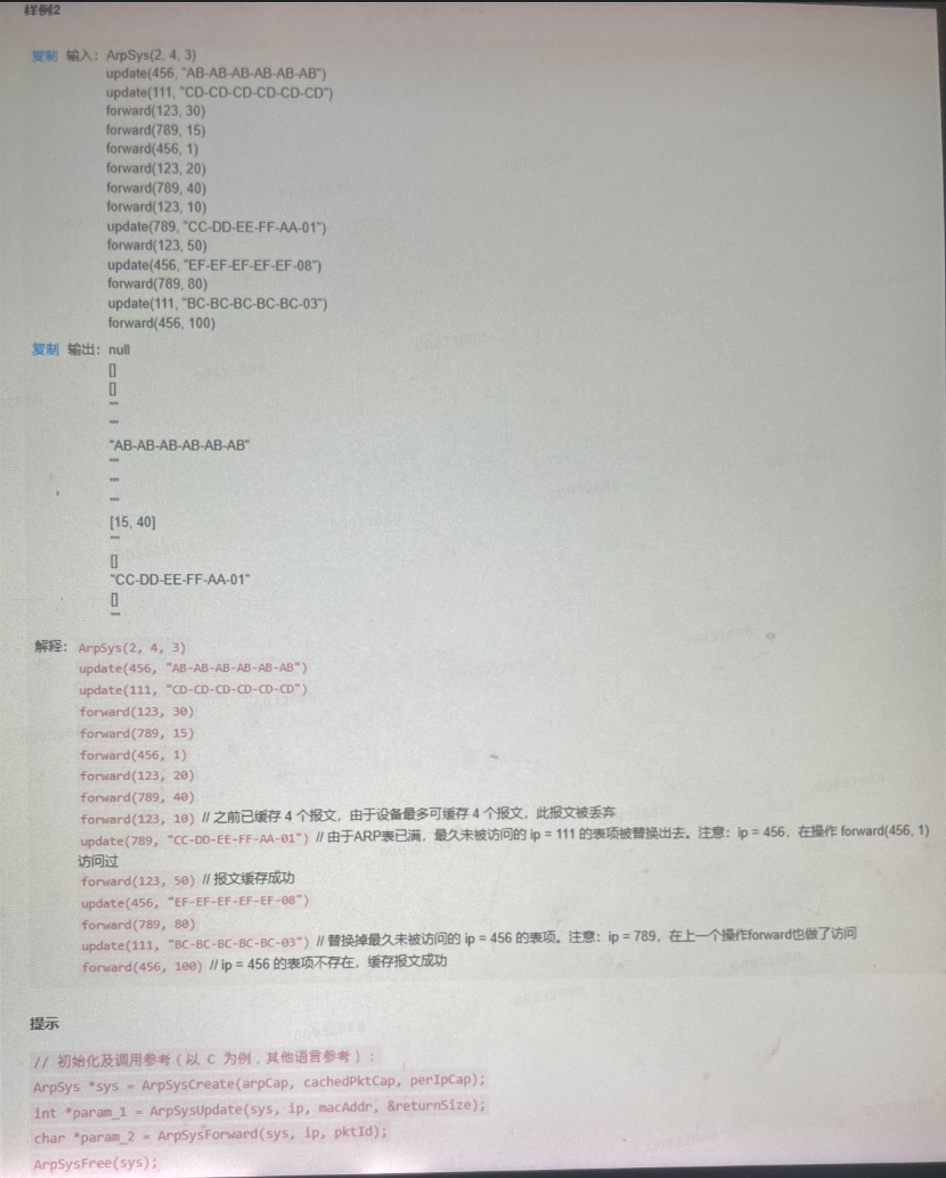 样例2
复制 输入： ArpSys(2, 4, 3)
update(456, "AB-AB-AB-AB-AB-AB")
update(111, "CD-CD-CD-CD-CD-CD")
forward(123, 30)
forward(789, 15)
forward(456, 1)
forward(123, 20)
forward(789, 40)
forward(123, 10)
update(789, "CC-DD-EE-FF-AA-01")
forward(123, 50)
update(456, "EF-EF-EF-EF-EF-08")
forward(789, 80)
update(111, "BC-BC-BC-BC-BC-03")
forward(456, 100)
复制 输出： null
[]
[]
""
""
"AB-AB-AB-AB-AB-AB"
""
""
""
[15, 40]
""
[]
"CC-DD-EE-FF-AA-01"
[]
""
解释： ArpSys(2, 4, 3)
update(456, "AB-AB-AB-AB-AB-AB")
update(111, "CD-CD-CD-CD-CD-CD")
forward(123, 30)
forward(789, 15)
forward(456, 1)
forward(123, 20)
forward(789, 40)
forward(123, 10) // 之前已缓存 4 个报文，由于设备最多可缓存 4 个报文，此报文被丢弃
update(789, "CC-DD-EE-FF-AA-01") // 由于ARP表已满，最久未被访问的 ip = 111 的表项被替换出去。注意：ip = 456，在操作 forward(456, 1)
访问过
forward(123, 50) // 报文缓存成功
update(456, "EF-EF-EF-EF-EF-08")
forward(789, 80)
update(111, "BC-BC-BC-BC-BC-03") // 替换掉最久未被访问的 ip = 456 的表项。注意：ip = 789，在上一个操作forward也做了访问
forward(456, 100) // ip = 456 的表项不存在，缓存报文成功
提示
// 初始化及调用参考（以 C 为例，其他语言参考）：
ArpSys *sys = ArpSysCreate(arpCap, cachedPktCap, perIpCap);
int *param_1 = ArpSysUpdate(sys, ip, macAddr, &returnSize);
char *param_2 = ArpSysForward(sys, ip, pktId);
ArpSysFree(sys);